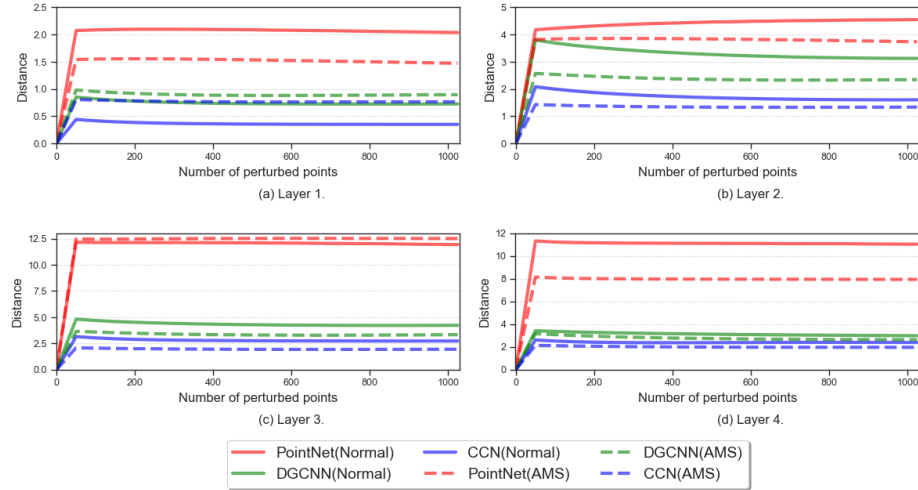 2.5
2.0
1.5
1.0
0.5
0.0
Distance
0 200 400 600 800 1000
Number of perturbed points
(a) Layer 1.
5
4
3
2
1
0
Distance
0 200 400 600 800 1000
Number of perturbed points
(b) Layer 2.
12.5
10.0
7.5
5.0
2.5
0.0
Distance
0 200 400 600 800 1000
Number of perturbed points
(c) Layer 3.
12
10
8
6
4
2
0
Distance
0 200 400 600 800 1000
Number of perturbed points
(d) Layer 4.
PointNet(Normal) CCN(Normal) DGCNN(AMS)
DGCNN(Normal) PointNet(AMS) CCN(AMS)